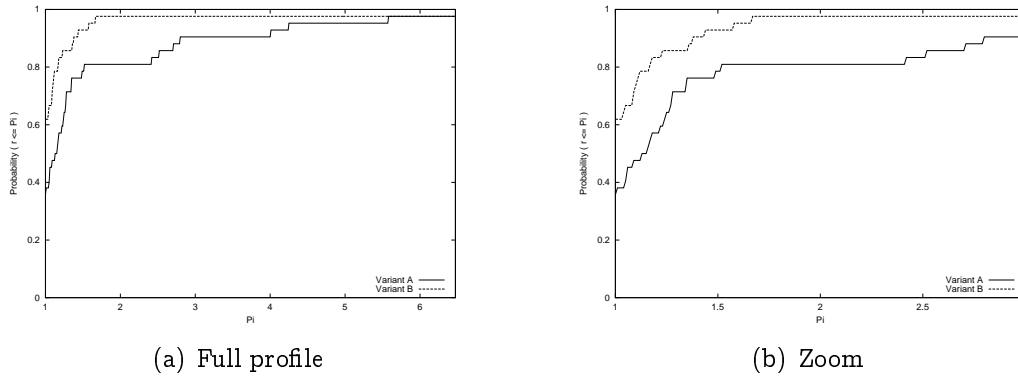 1
0.8
0.6
0.4
0.2
0
Probability ( r <= Pi )
Variant A
Variant B
1 2 3 4 5 6
Pi
(a) Full profile
1
0.8
0.6
0.4
0.2
0
Probability ( r <= Pi )
Variant A
Variant B
1 1.5 2 2.5
Pi
(b) Zoom